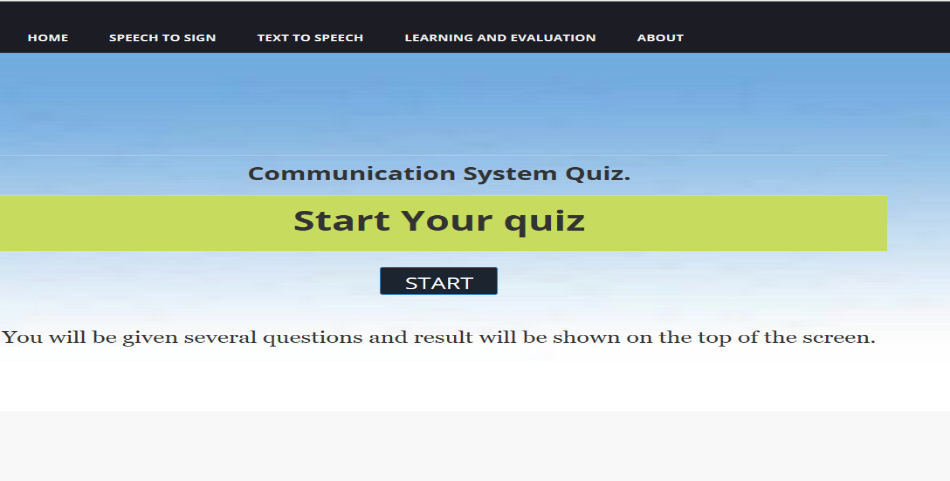 HOME SPEECH TO SIGN TEXT TO SPEECH LEARNING AND EVALUATION ABOUT
Communication System Quiz.
Start Your quiz
START
You will be given several questions and result will be shown on the top of the screen.